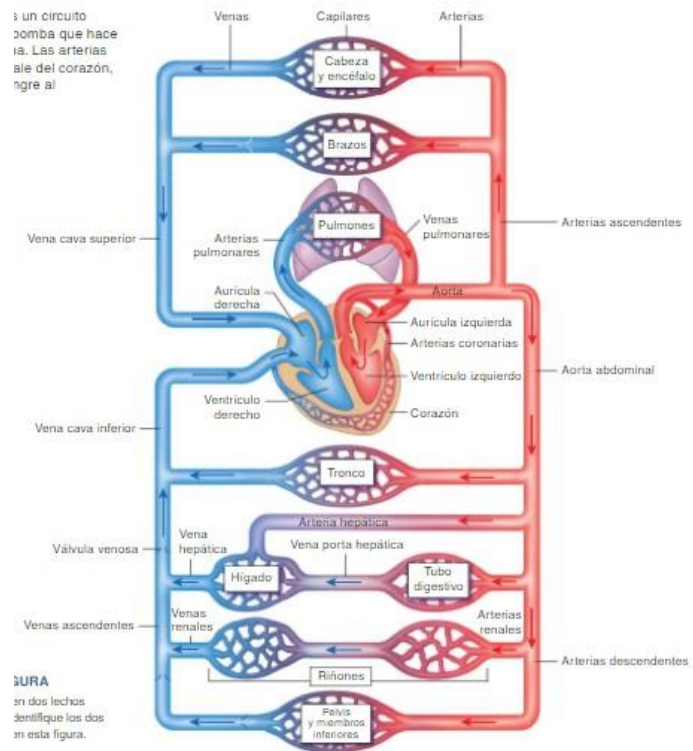 s un circuito
bomba que hace
Las arterias
ale del corazón,
ngre al
Venas
Capilares
Arterias
Cabeza
y encéfalo
Brazos
Pulmones
Arterias
pulmonares
Venas
pulmonares
Arterias ascendentes
Vena cava superior
Aurícula
derecha
Aorta
Aurícula izquierda
Arterias coronarias
Ventrículo izquierdo
Aorta abdominal
Ventrículo
derecho
Corazón
Vena cava inferior
Tronco
Arteria hepática
Válvula venosa
Vena
hepática
Vena porta hepática
Hígado
Tubo
digestivo
Venas ascendentes
Venas
renales
Arterias
renales
Riñones
Arterias descendentes
GURA
en dos lechos
dentifique los dos
en esta figura.
Pelvis
y miembros
inferiores